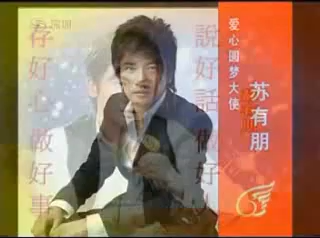 深圳
爱心圆梦大使
苏有朋
說好話做好人
存好心做好事